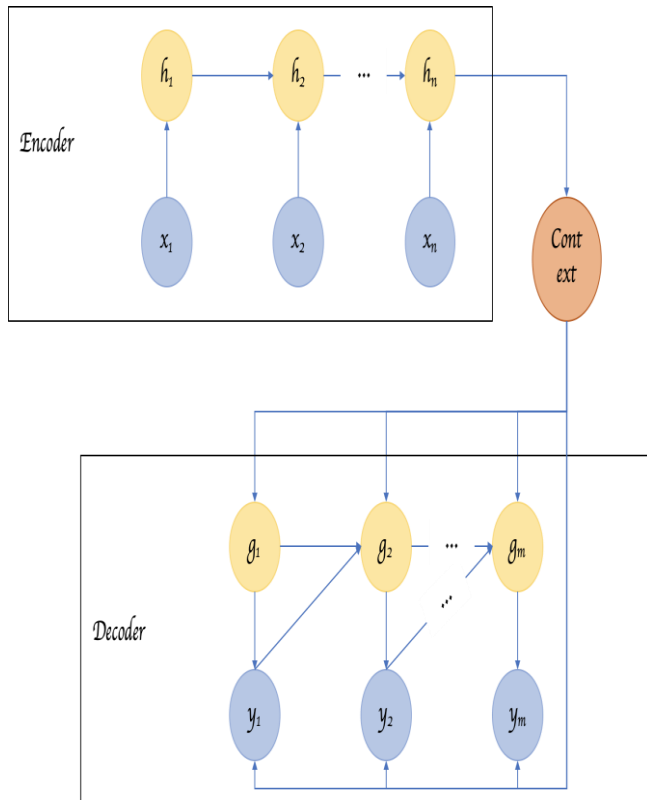 h1 h2 ... hn
Encoder
x1 x2 xn
Cont
ext
g1 g2 ... gm
...
Decoder
y1 y2 ym